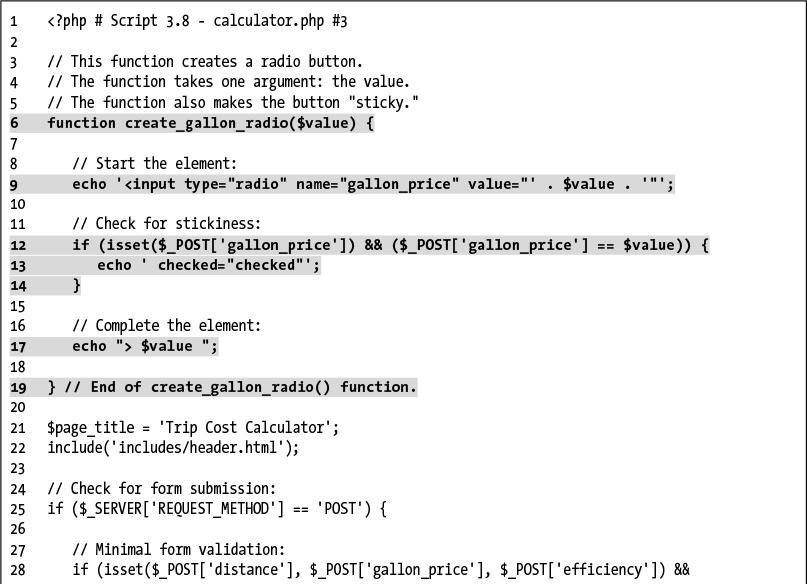 1 <?php # Script 3.8 - calculator.php #3
2
3 // This function creates a radio button.
4 // The function takes one argument: the value.
5 // The function also makes the button "sticky."
6 function create_gallon_radio($value) {
7
8 // Start the element:
9 echo '<input type="radio" name="gallon_price" value="' . $value . '"';
10
11 // Check for stickiness:
12 if (isset($_POST['gallon_price']) && ($_POST['gallon_price'] == $value)) {
13 echo ' checked="checked"';
14 }
15
16 // Complete the element:
17 echo "> $value ";
18
19 } // End of create_gallon_radio() function.
20
21 $page_title = 'Trip Cost Calculator';
22 include('includes/header.html');
23
24 // Check for form submission:
25 if ($_SERVER['REQUEST_METHOD'] == 'POST') {
26
27 // Minimal form validation:
28 if (isset($_POST['distance'], $_POST['gallon_price'], $_POST['efficiency']) &&